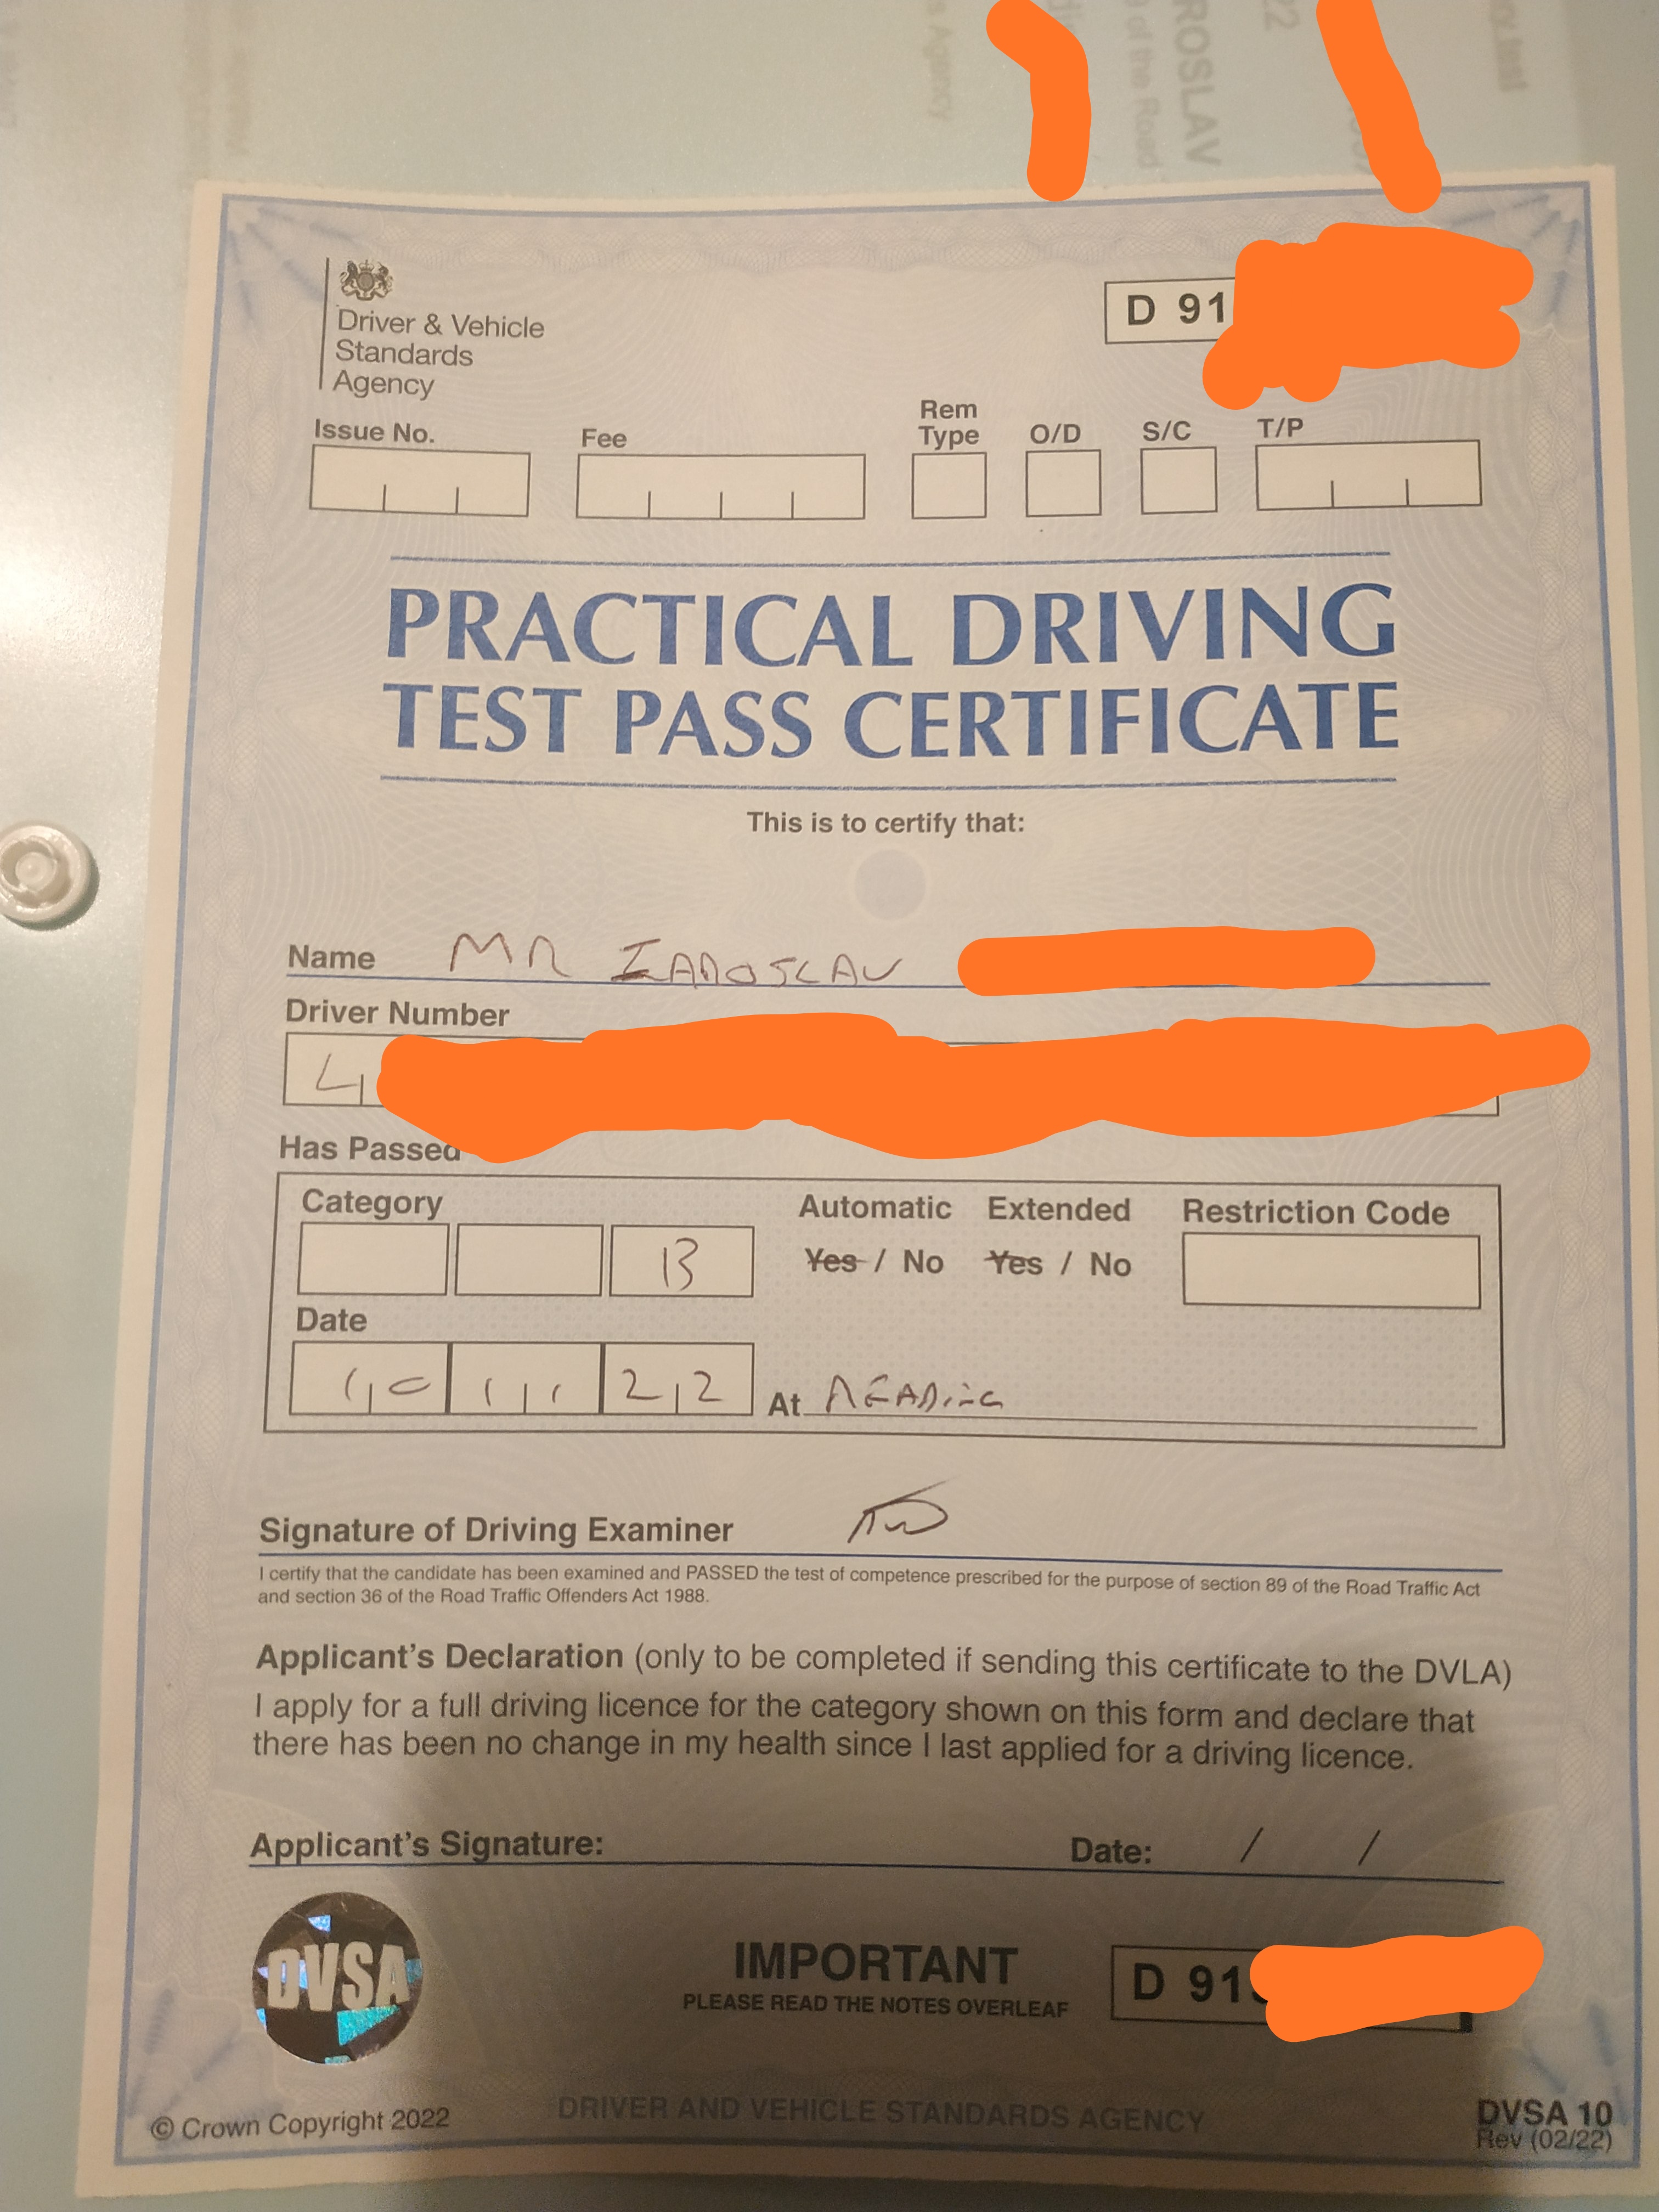 s Agency
of the Road
ROSLAV
22
Driver & Vehicle
Standards
Agency
D 91
Issue No.
Fee
Rem
Type
O/D
S/C
T/P
PRACTICAL DRIVING
TEST PASS CERTIFICATE
This is to certify that:
Name MR IAROSLAV
Driver Number
Has Passed
Category
Automatic Extended Restriction Code
B
Yes / No Yes / No
Date
10 11 22 At READING
Signature of Driving Examiner
I certify that the candidate has been examined and PASSED the test of competence prescribed for the purpose of section 89 of the Road Traffic Act
and section 36 of the Road Traffic Offenders Act 1988.
Applicant's Declaration (only to be completed if sending this certificate to the DVLA)
I apply for a full driving licence for the category shown on this form and declare that
there has been no change in my health since I last applied for a driving licence.
Applicant's Signature: Date: / /
DVSA
IMPORTANT
PLEASE READ THE NOTES OVERLEAF
D 91
© Crown Copyright 2022
DRIVER AND VEHICLE STANDARDS AGENCY
DVSA 10
Rev (02/22)